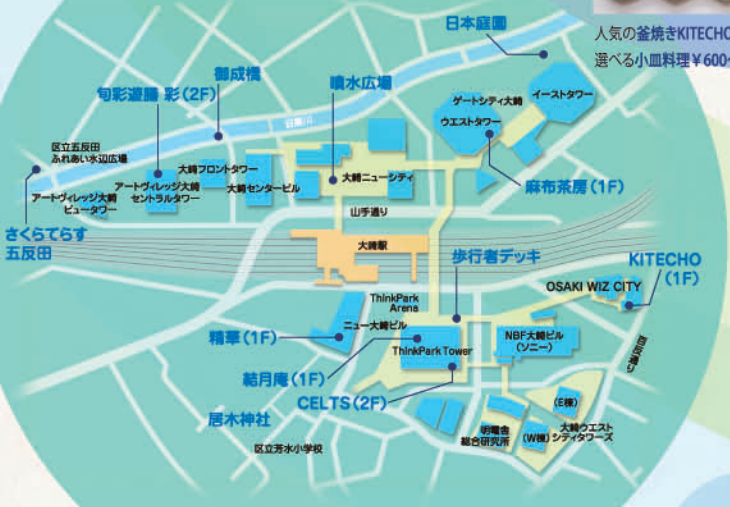 人気の釜焼きKITECHO
選べる小皿料理￥600
日本庭園
御成橋
旬彩遊膳 彩(2F)
噴水広場
目黒川
ゲートシティ大崎
イーストタワー
ウエストタワー
区立五反田
ふれあい水辺広場
大崎フロントタワー
アートヴィレッジ大崎
セントラルタワー
大崎センタービル
大崎ニューシティ
麻布茶房(1F)
アートヴィレッジ大崎
ビュータワー
山手通り
さくらてらす
五反田
大崎駅
歩行者デッキ
KITECHO
(1F)
OSAKI WIZ CITY
ThinkPark
Arena
ニュー大崎ビル
精華(1F)
NBF大崎ビル
(ソニー)
百反通り
ThinkPark Tower
結月庵(1F)
CELTS(2F)
居木神社
(E棟)
明電舎
総合研究所
(W棟)
大崎ウエスト
シティタワーズ
区立芳水小学校